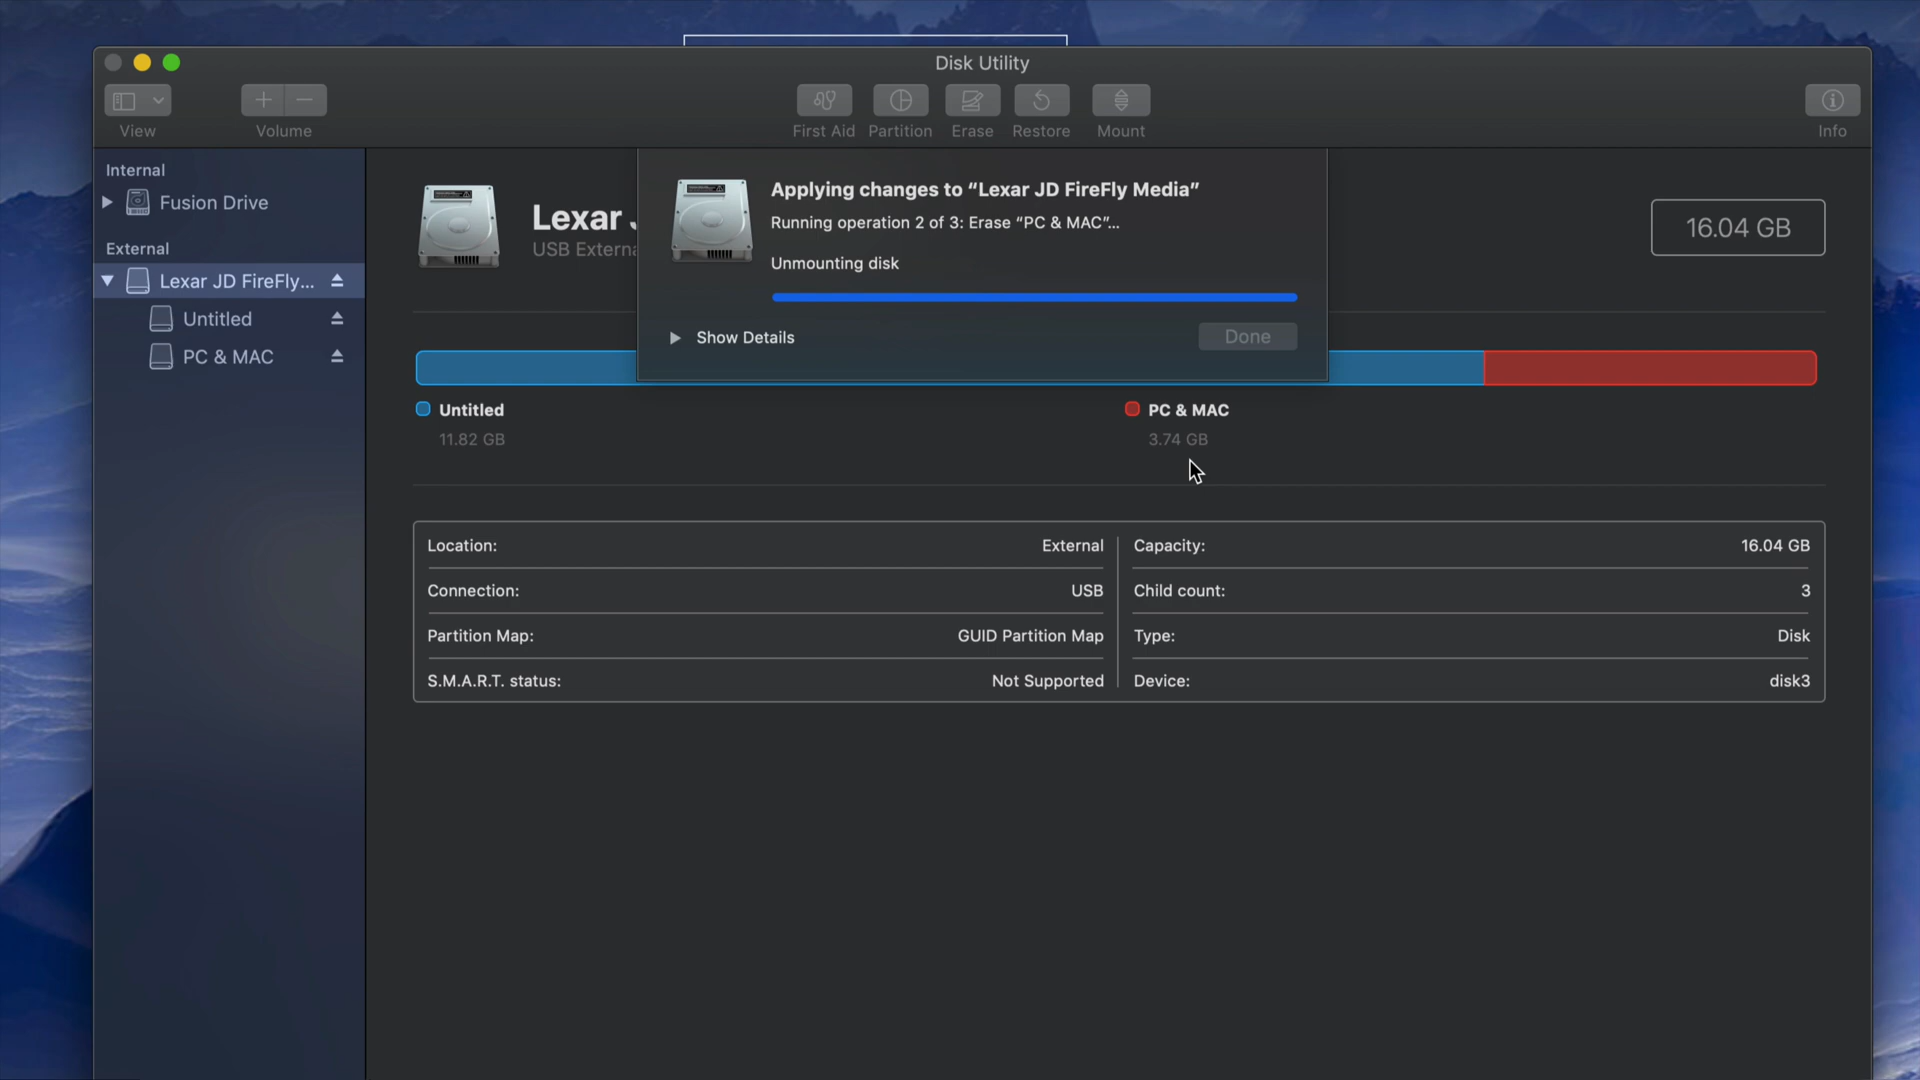 Disk Utility
View
Volume
First Aid
Partition
Erase
Restore
Mount
Info
Internal
Fusion Drive
External
Lexar JD FireFly...
Untitled
PC & MAC
Lexar
USB Externa
16.04 GB
Applying changes to “Lexar JD FireFly Media”
Running operation 2 of 3: Erase “PC & MAC”...
Unmounting disk
Show Details
Done
Untitled
11.82 GB
PC & MAC
3.74 GB
Location: External
Connection: USB
Partition Map: GUID Partition Map
S.M.A.R.T. status: Not Supported
Capacity: 16.04 GB
Child count: 3
Type: Disk
Device: disk3